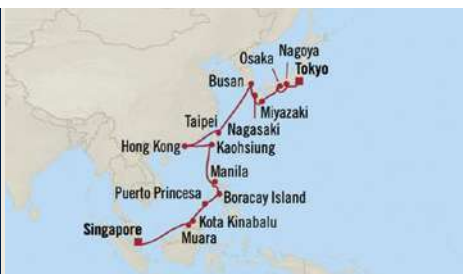 Osaka
Nagoya
Tokyo
Busan
Miyazaki
Taipei
Nagasaki
Hong Kong
Kaohsiung
Manila
Puerto Princesa
Boracay Island
Singapore
Kota Kinabalu
Muara